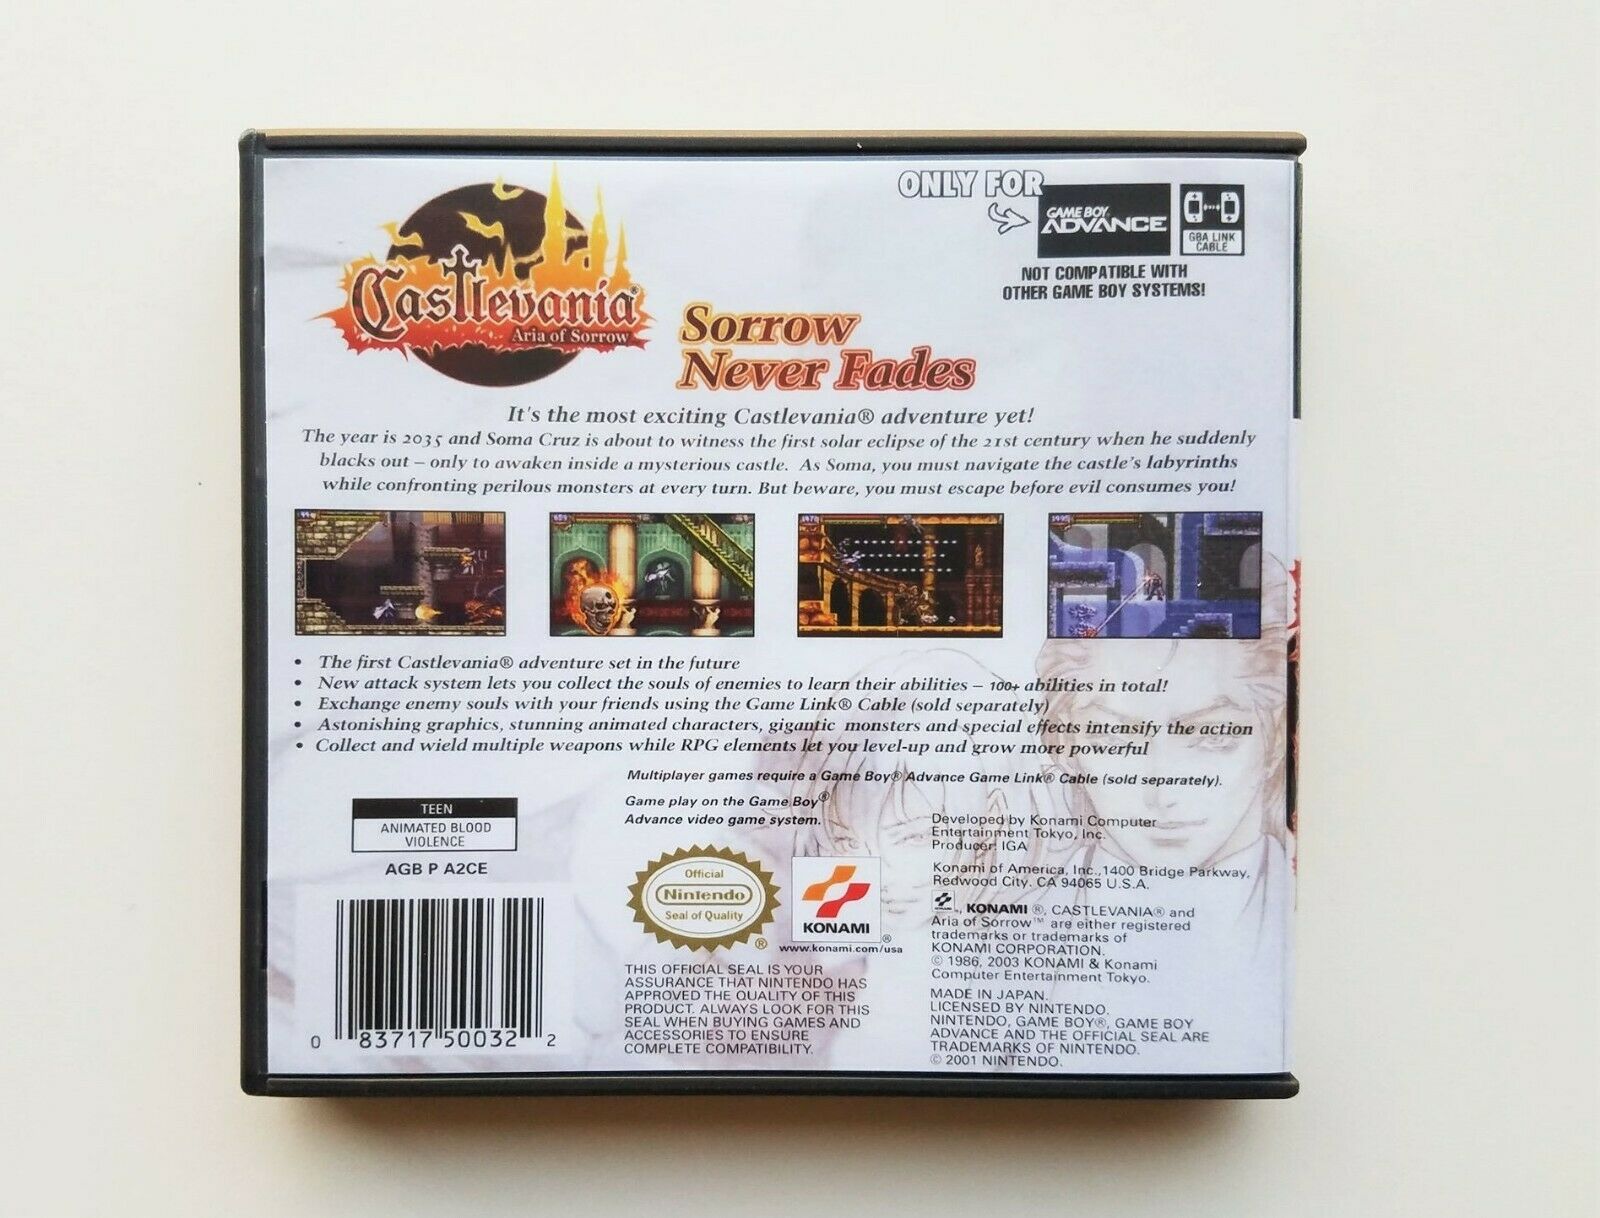 ONLY FOR
GAME BOY
ADVANCE
GBA LINK
CABLE
NOT COMPATIBLE WITH
OTHER GAME BOY SYSTEMS!
Castlevania®
Aria of Sorrow
Sorrow
Never Fades
It's the most exciting Castlevania® adventure yet!
The year is 2035 and Soma Cruz is about to witness the first solar eclipse of the 21st century when he suddenly
blacks out – only to awaken inside a mysterious castle. As Soma, you must navigate the castle's labyrinths
while confronting perilous monsters at every turn. But beware, you must escape before evil consumes you!
• The first Castlevania® adventure set in the future
• New attack system lets you collect the souls of enemies to learn their abilities – 100+ abilities in total!
• Exchange enemy souls with your friends using the Game Link® Cable (sold separately)
• Astonishing graphics, stunning animated characters, gigantic monsters and special effects intensify the action
• Collect and wield multiple weapons while RPG elements let you level-up and grow more powerful
Multiplayer games require a Game Boy® Advance Game Link® Cable (sold separately).
Game play on the Game Boy®
Advance video game system.
TEEN
ANIMATED BLOOD
VIOLENCE
AGB P A2CE
0 83717 50032 2
Official
Nintendo
Seal of Quality
®
KONAMI
®
www.konami.com/usa
THIS OFFICIAL SEAL IS YOUR
ASSURANCE THAT NINTENDO HAS
APPROVED THE QUALITY OF THIS
PRODUCT. ALWAYS LOOK FOR THIS
SEAL WHEN BUYING GAMES AND
ACCESSORIES TO ENSURE
COMPLETE COMPATIBILITY.
Developed by Konami Computer
Entertainment Tokyo, Inc.
Producer: IGA
Konami of America, Inc.,1400 Bridge Parkway,
Redwood City, CA 94065 U.S.A.
, KONAMI ®, CASTLEVANIA® and
Aria of Sorrow™ are either registered
trademarks or trademarks of
KONAMI CORPORATION.
© 1986, 2003 KONAMI & Konami
Computer Entertainment Tokyo.
MADE IN JAPAN.
LICENSED BY NINTENDO.
NINTENDO, GAME BOY®, GAME BOY
ADVANCE AND THE OFFICIAL SEAL ARE
TRADEMARKS OF NINTENDO.
© 2001 NINTENDO.